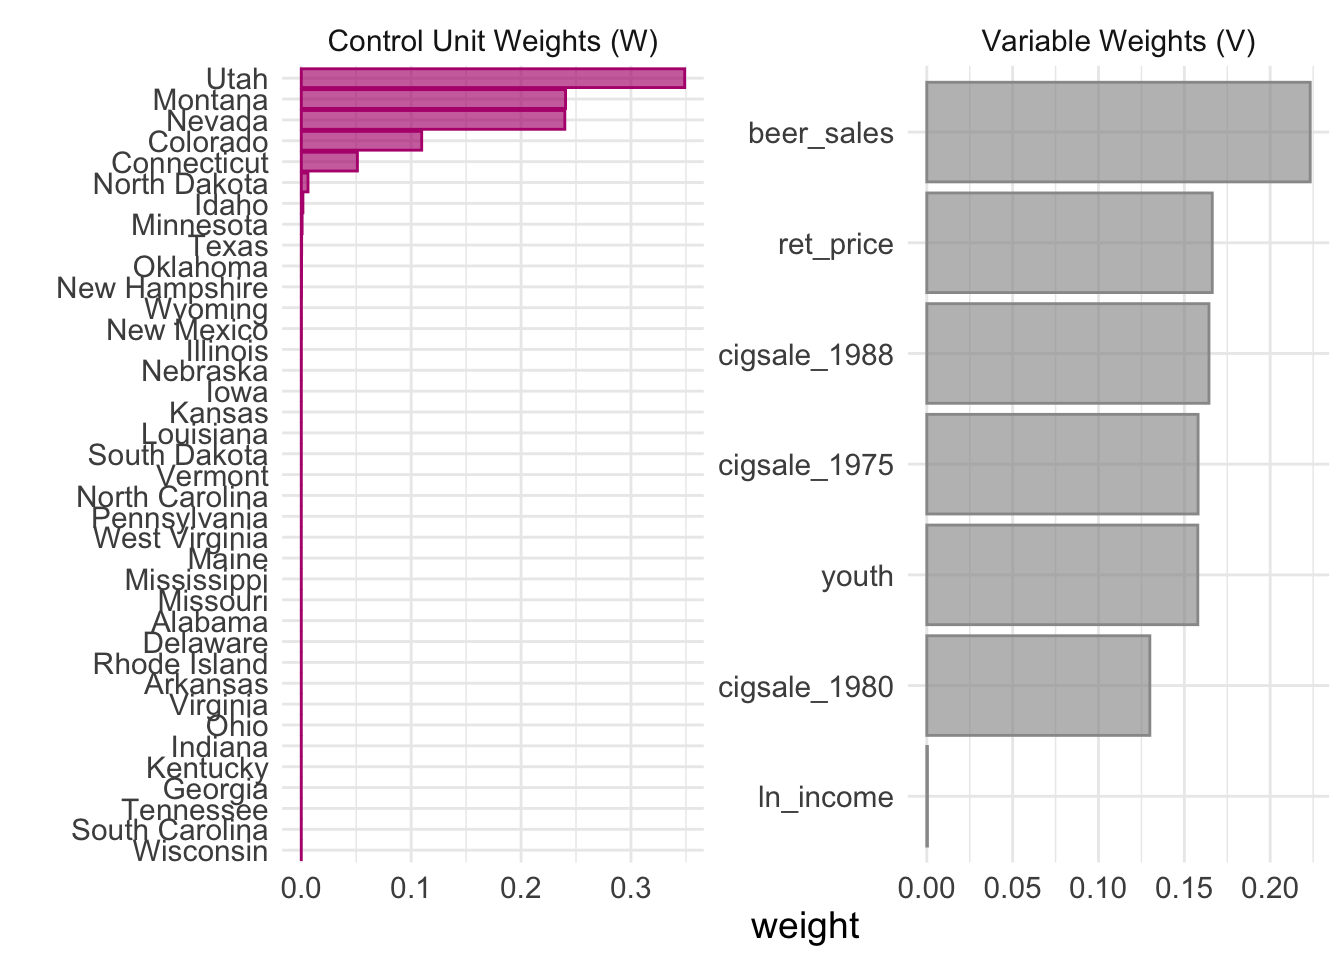 Control Unit Weights (W)
Utah
Montana
Nevada
Colorado
Connecticut
North Dakota
Idaho
Minnesota
Texas
Oklahoma
New Hampshire
Wyoming
New Mexico
Illinois
Nebraska
Iowa
Kansas
Louisiana
South Dakota
Vermont
North Carolina
Pennsylvania
West Virginia
Maine
Mississippi
Missouri
Alabama
Delaware
Rhode Island
Arkansas
Virginia
Ohio
Indiana
Kentucky
Georgia
Tennessee
South Carolina
Wisconsin
0.0 0.1 0.2 0.3
Variable Weights (V)
beer_sales
ret_price
cigsale_1988
cigsale_1975
youth
cigsale_1980
ln_income
0.00 0.05 0.10 0.15 0.20
weight